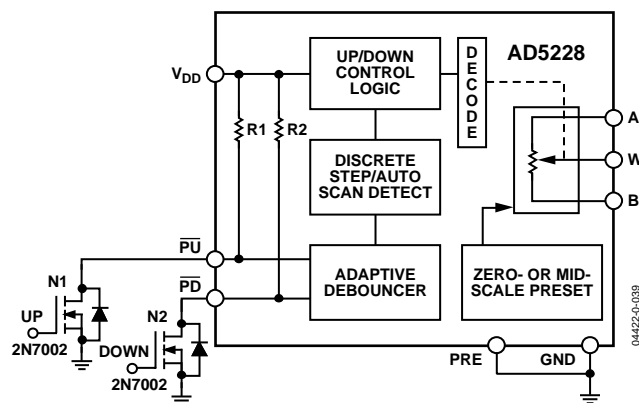 UP/DOWN
CONTROL
LOGIC
DECODE
AD5228
VDD
R1
R2
A
W
B
DISCRETE
STEP/AUTO
SCAN DETECT
PU
ADAPTIVE
DEBOUNCER
ZERO- OR MID-
SCALE PRESET
PD
N1
UP
2N7002
N2
DOWN
2N7002
PRE
GND
04422-0-039